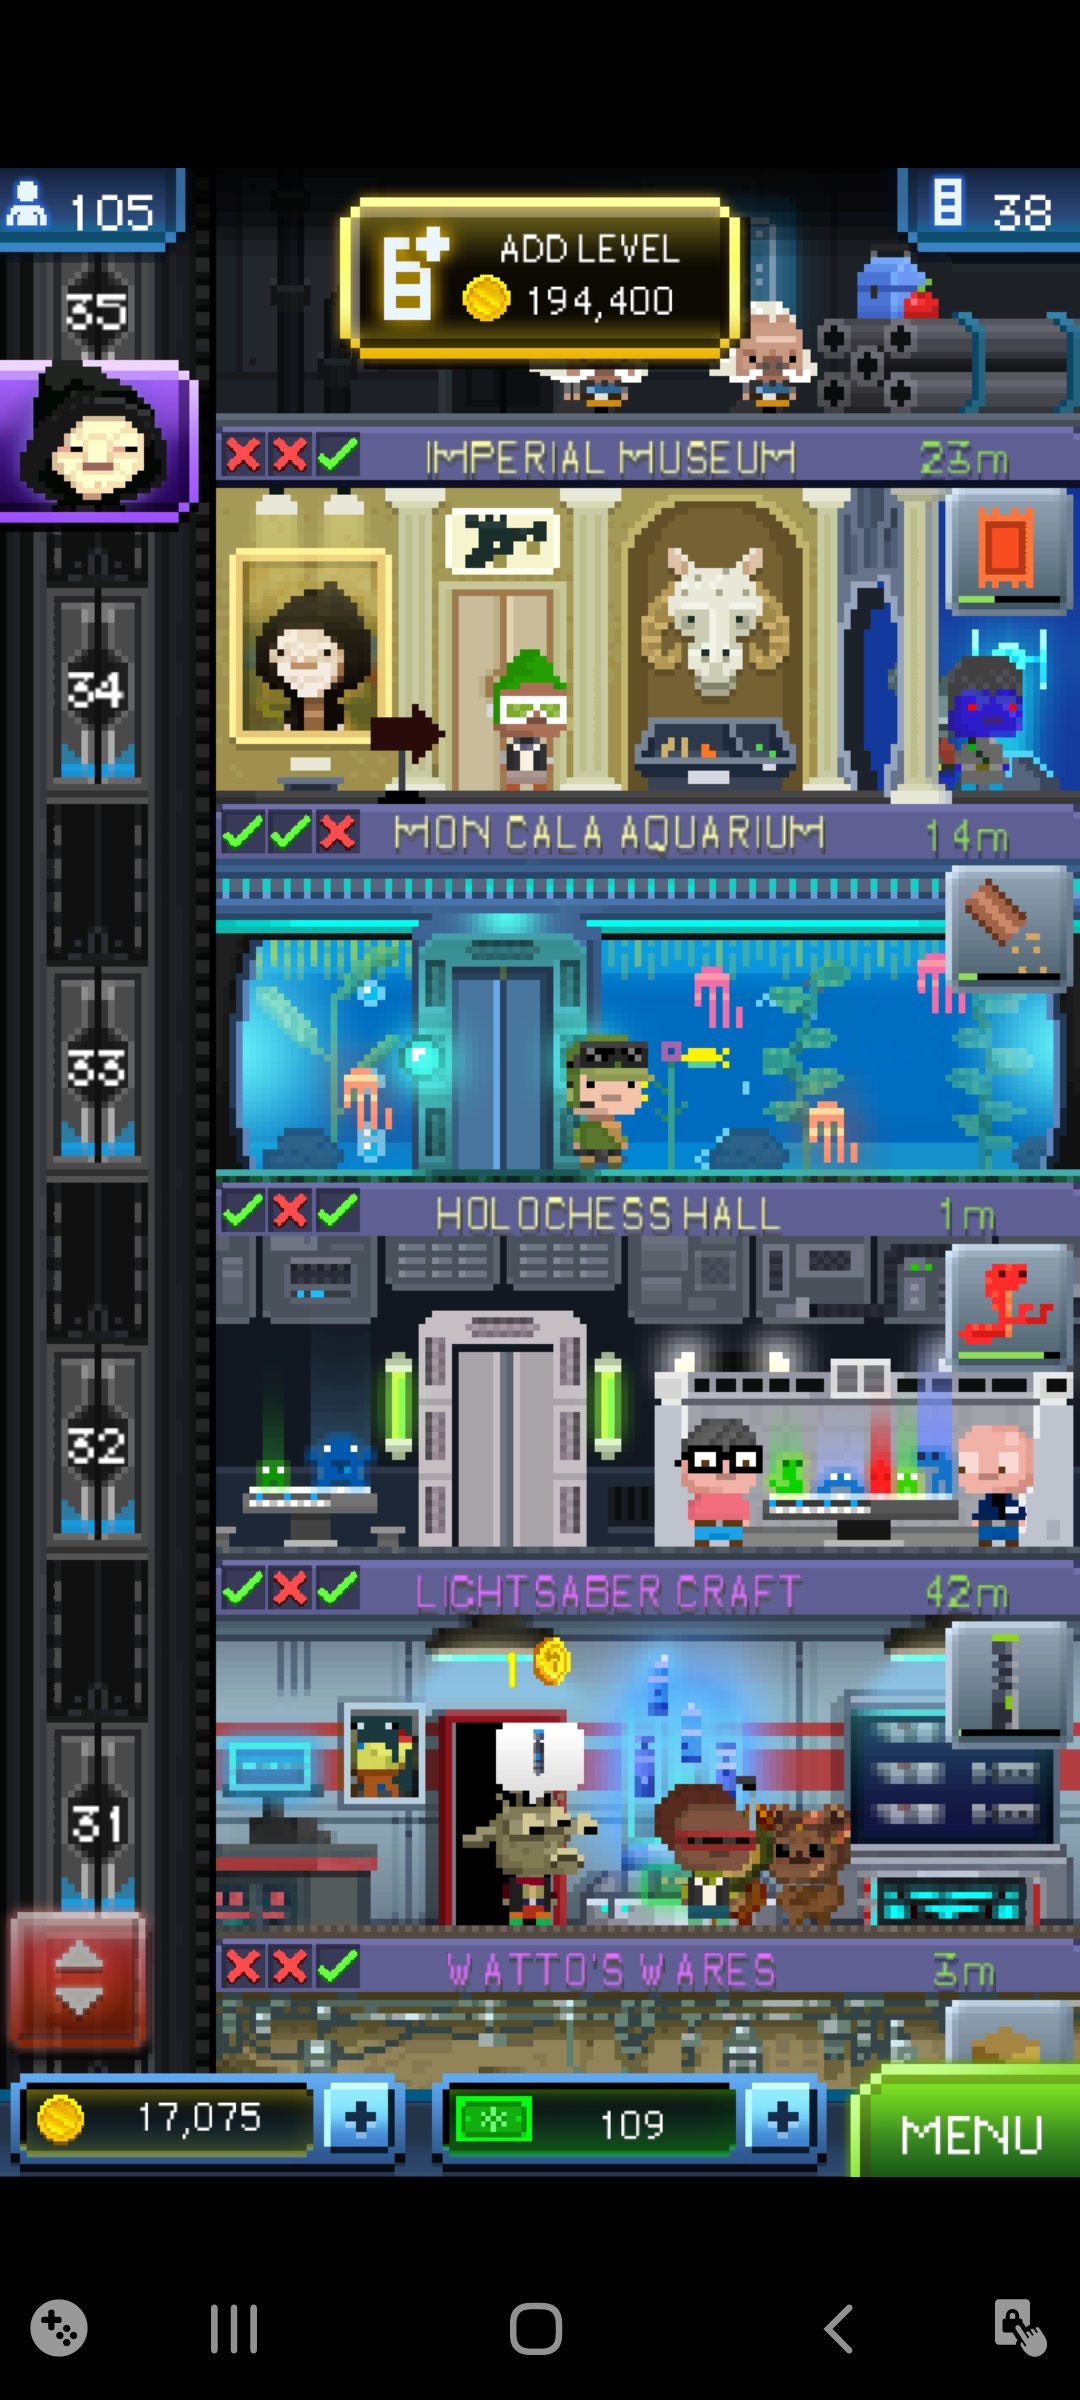 105
ADD LEVEL
194,400
38
35
IMPERIAL MUSEUM 23m
34
MON CALA AQUARIUM 14m
33
HOLOCHESS HALL 1m
32
LIGHTSABER CRAFT 42m
1
31
WATTO'S WARES 3m
17,075
109
MENU